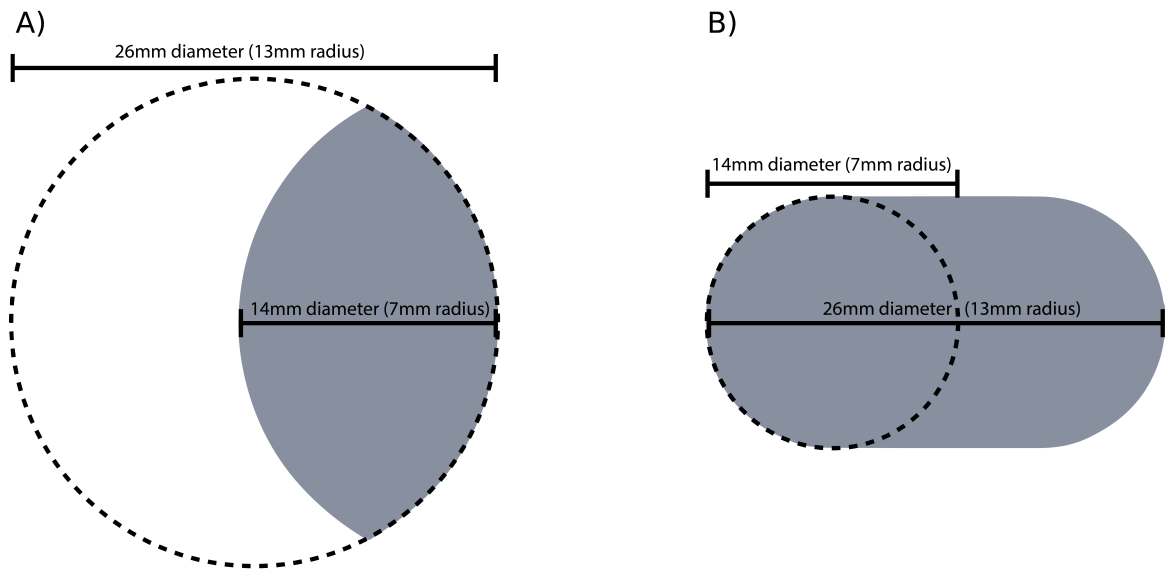 A)
26mm diameter (13mm radius)
14mm diameter (7mm radius)
B)
14mm diameter (7mm radius)
26mm diameter (13mm radius)